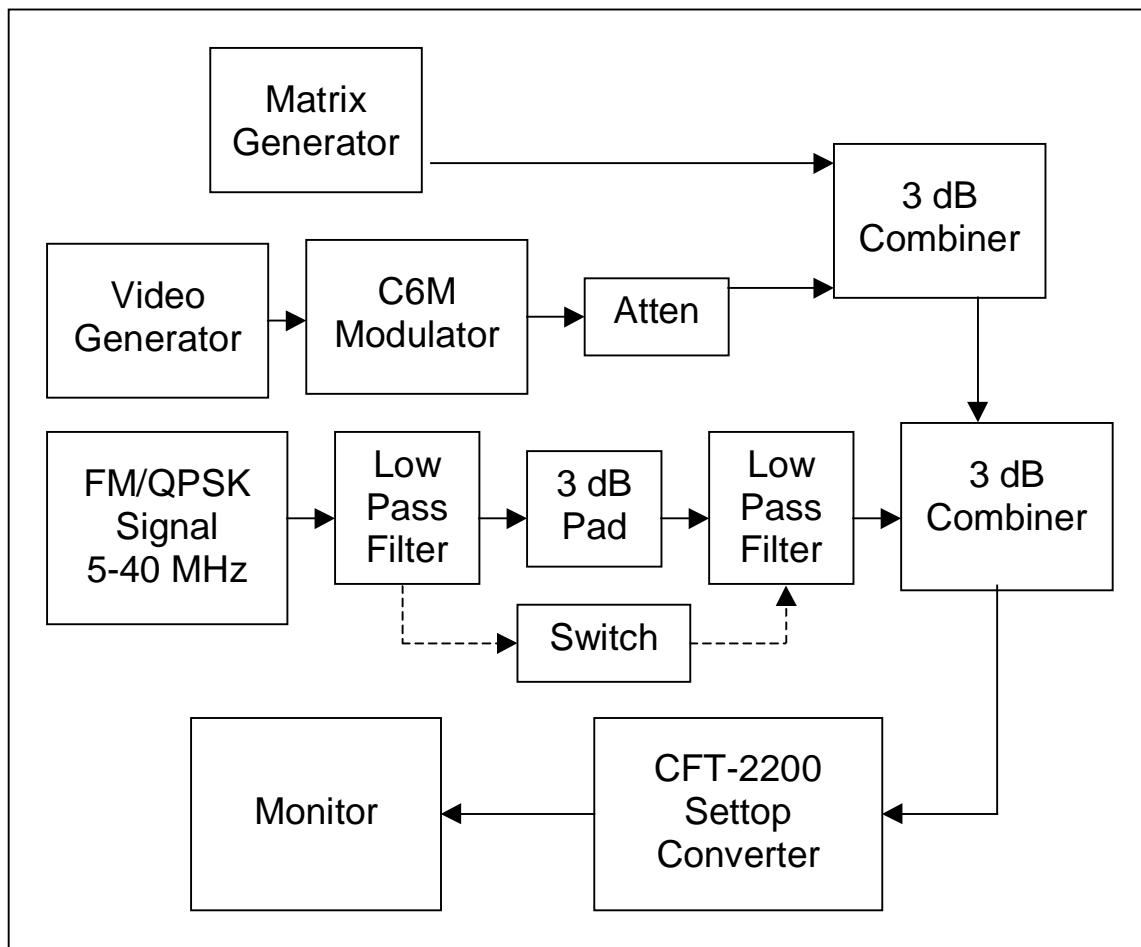 Matrix
Generator
3 dB
Combiner
Video
Generator
C6M
Modulator
Atten
FM/QPSK
Signal
5-40 MHz
Low
Pass
Filter
3 dB
Pad
Low
Pass
Filter
3 dB
Combiner
Switch
Monitor
CFT-2200
Settop
Converter